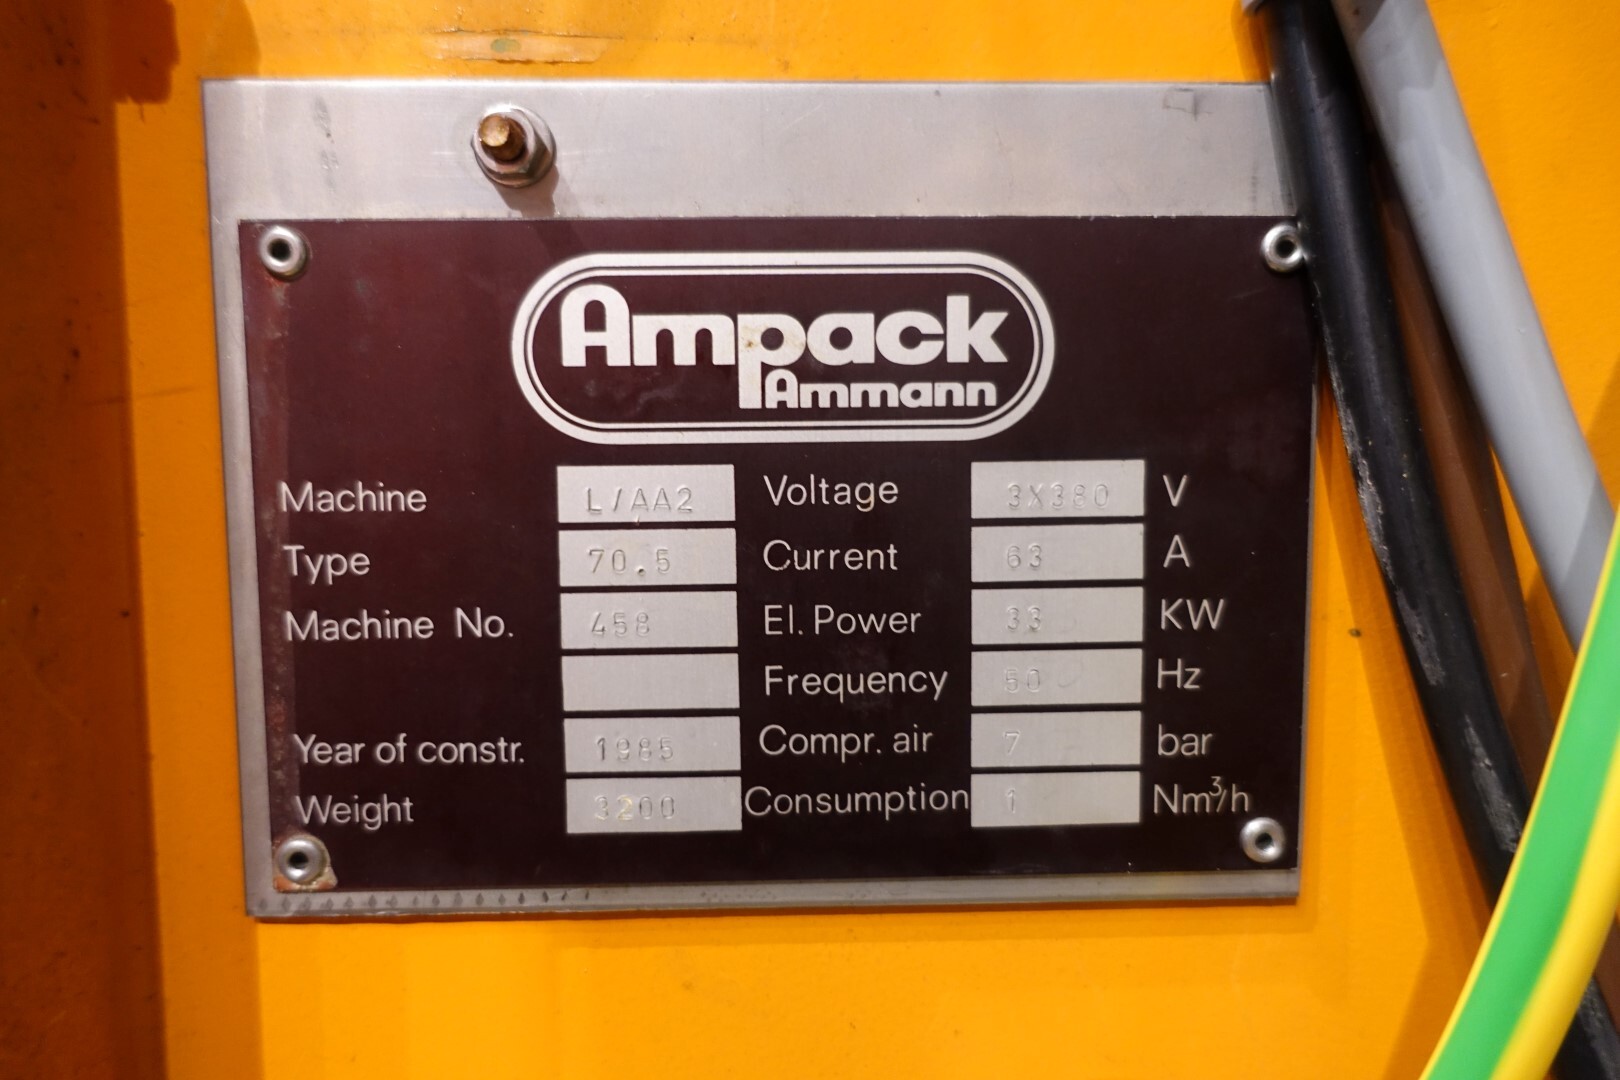 Ampack
Ammann
Machine L/AA2 Voltage 3X380 V
Type 70.5 Current 63 A
Machine No. 458 El. Power 33 KW
Frequency 50 Hz
Year of constr. 1985 Compr. air 7 bar
Weight 3200 Consumption 1 Nm³/h